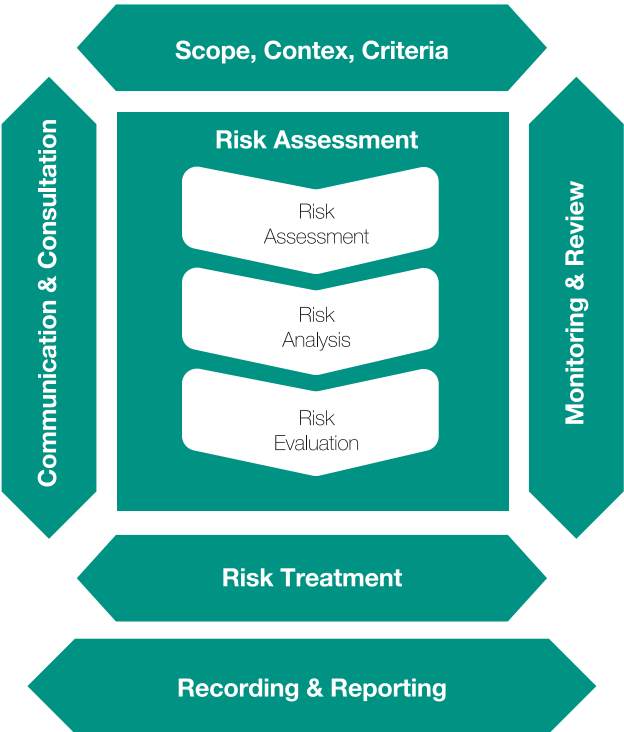 Scope, Contex, Criteria
Communication & Consultation
Risk Assessment
Risk
Assessment
Risk
Analysis
Risk
Evaluation
Monitoring & Review
Risk Treatment
Recording & Reporting